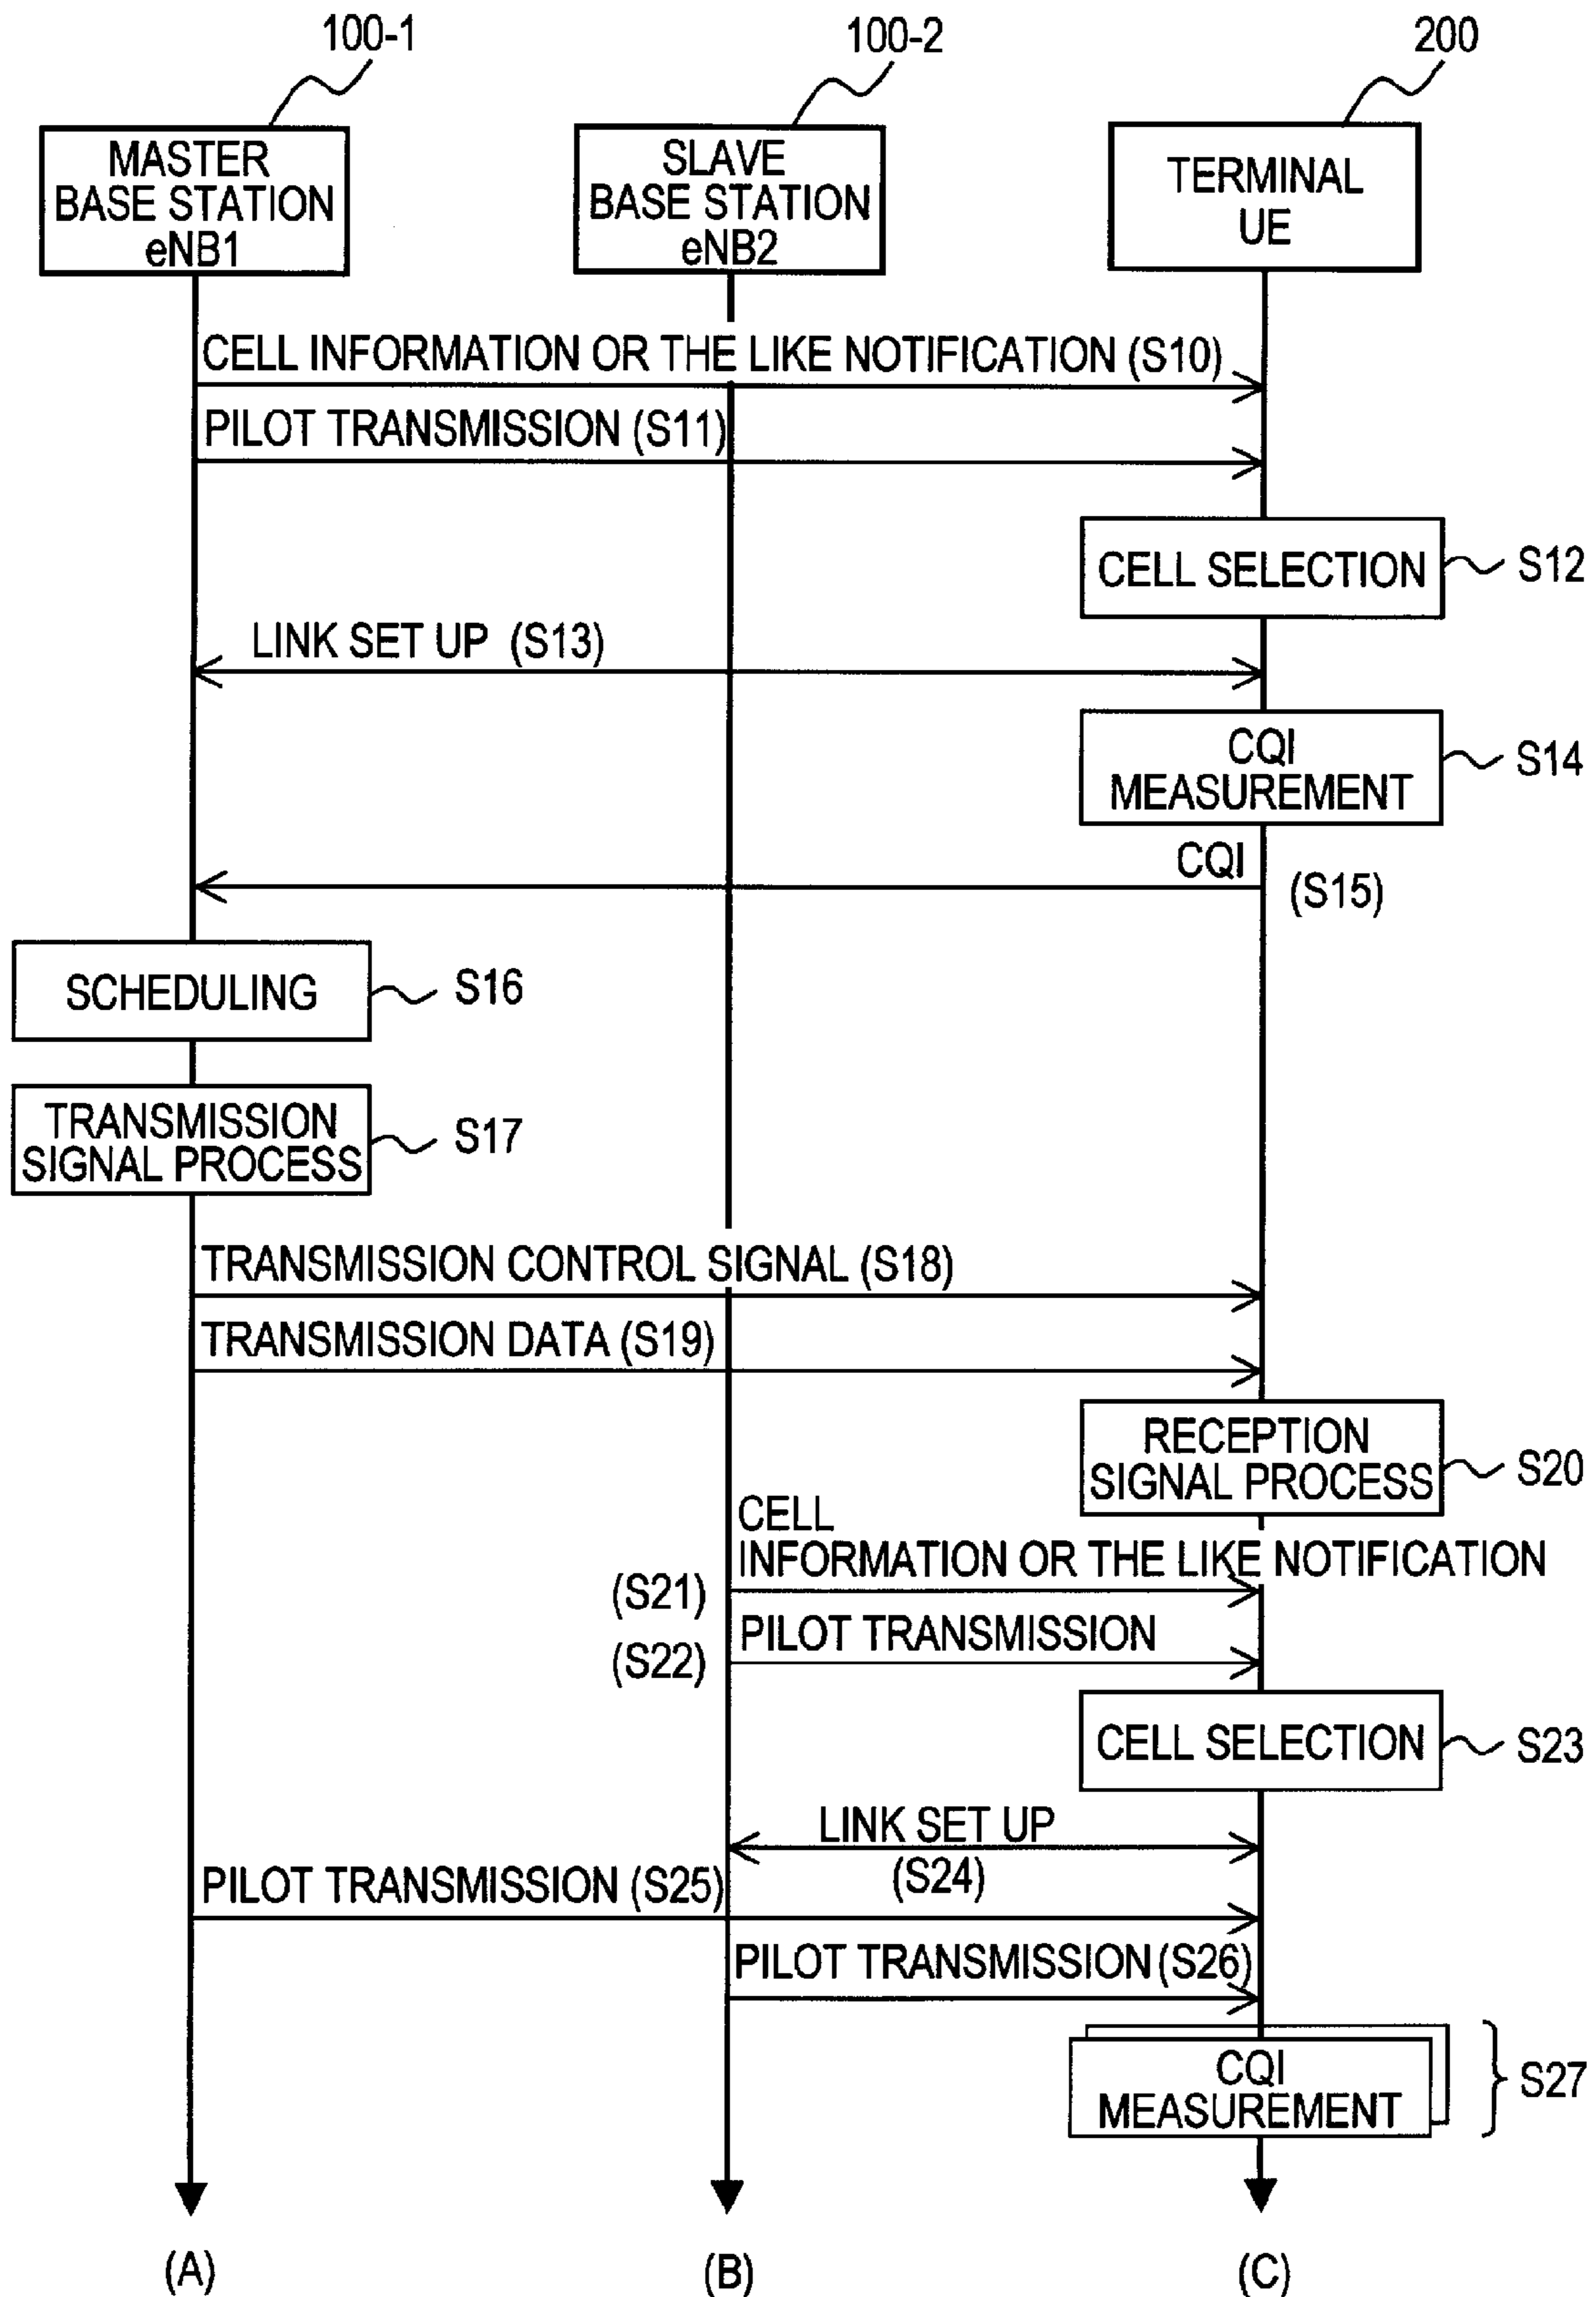 100-1
100-2
200
MASTER
BASE STATION
eNB1
SLAVE
BASE STATION
eNB2
TERMINAL
UE
CELL INFORMATION OR THE LIKE NOTIFICATION (S10)
PILOT TRANSMISSION (S11)
CELL SELECTION
S12
LINK SET UP (S13)
CQI
MEASUREMENT
S14
CQI
(S15)
SCHEDULING
S16
TRANSMISSION
SIGNAL PROCESS
S17
TRANSMISSION CONTROL SIGNAL (S18)
TRANSMISSION DATA (S19)
RECEPTION
SIGNAL PROCESS
S20
CELL
INFORMATION OR THE LIKE NOTIFICATION
(S21)
PILOT TRANSMISSION
(S22)
CELL SELECTION
S23
LINK SET UP
(S24)
PILOT TRANSMISSION (S25)
PILOT TRANSMISSION (S26)
CQI
MEASUREMENT
S27
(A)
(B)
(C)